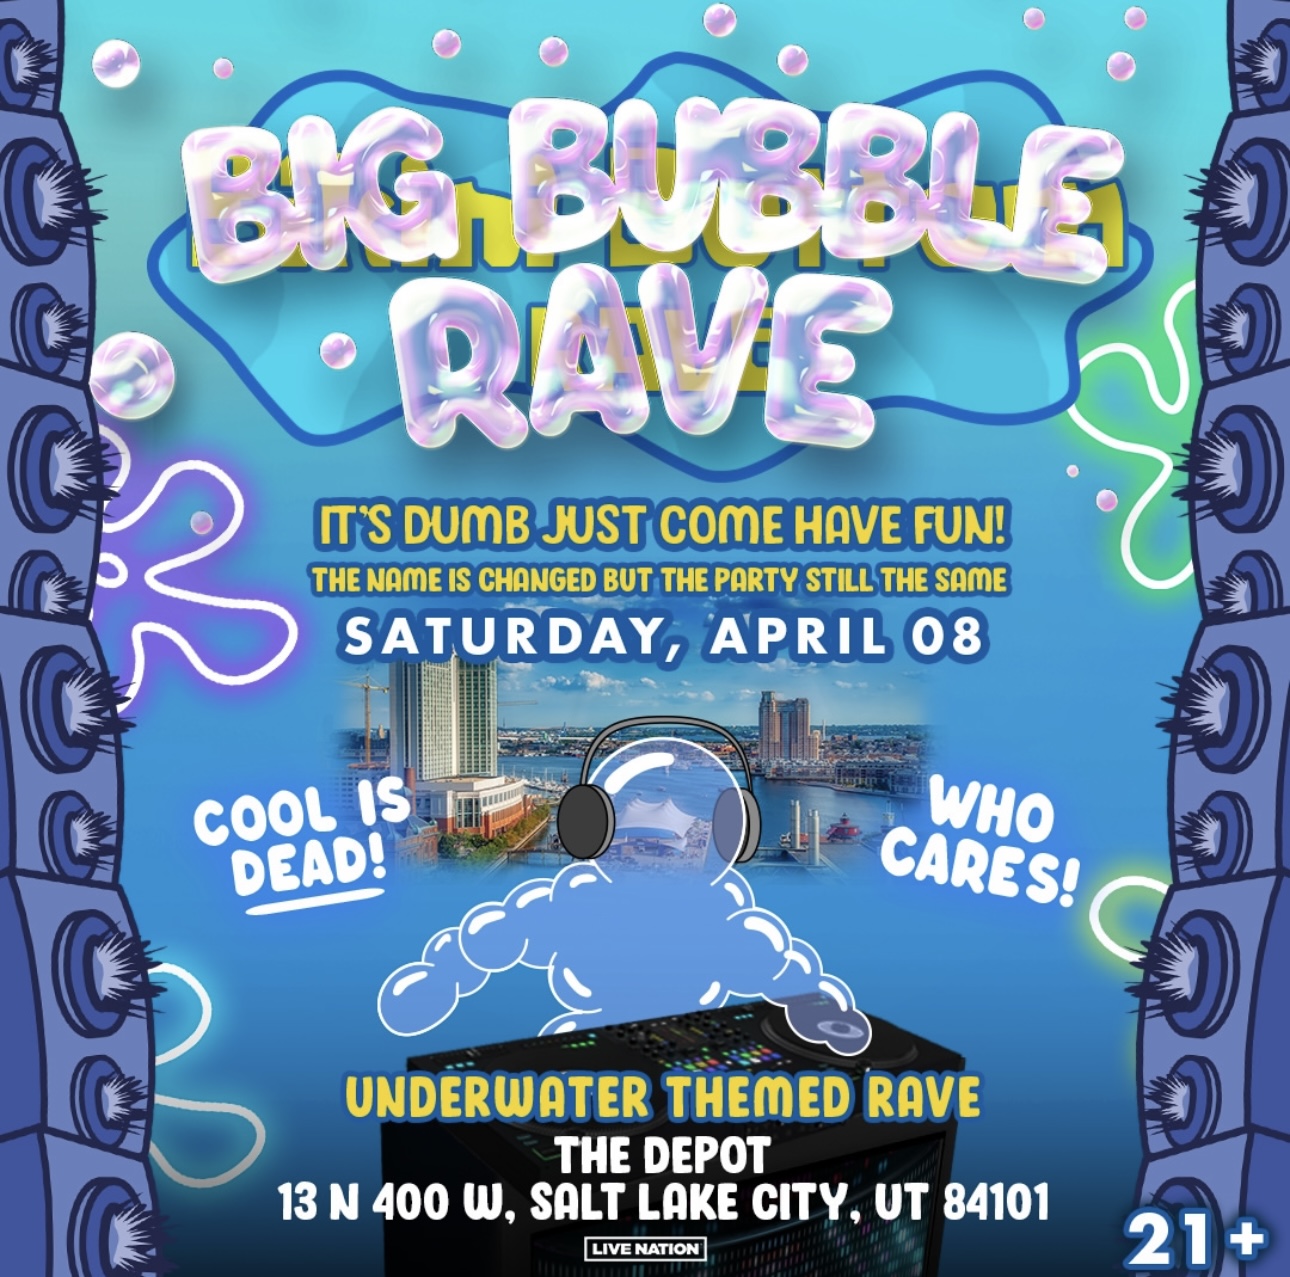 BIG BUBBLE
RAVE
IT'S DUMB JUST COME HAVE FUN!
THE NAME IS CHANGED BUT THE PARTY STILL THE SAME
SATURDAY, APRIL 08
COOL IS
DEAD!
WHO
CARES!
UNDERWATER THEMED RAVE
THE DEPOT
13 N 400 W, SALT LAKE CITY, UT 84101
LIVE NATION
21+